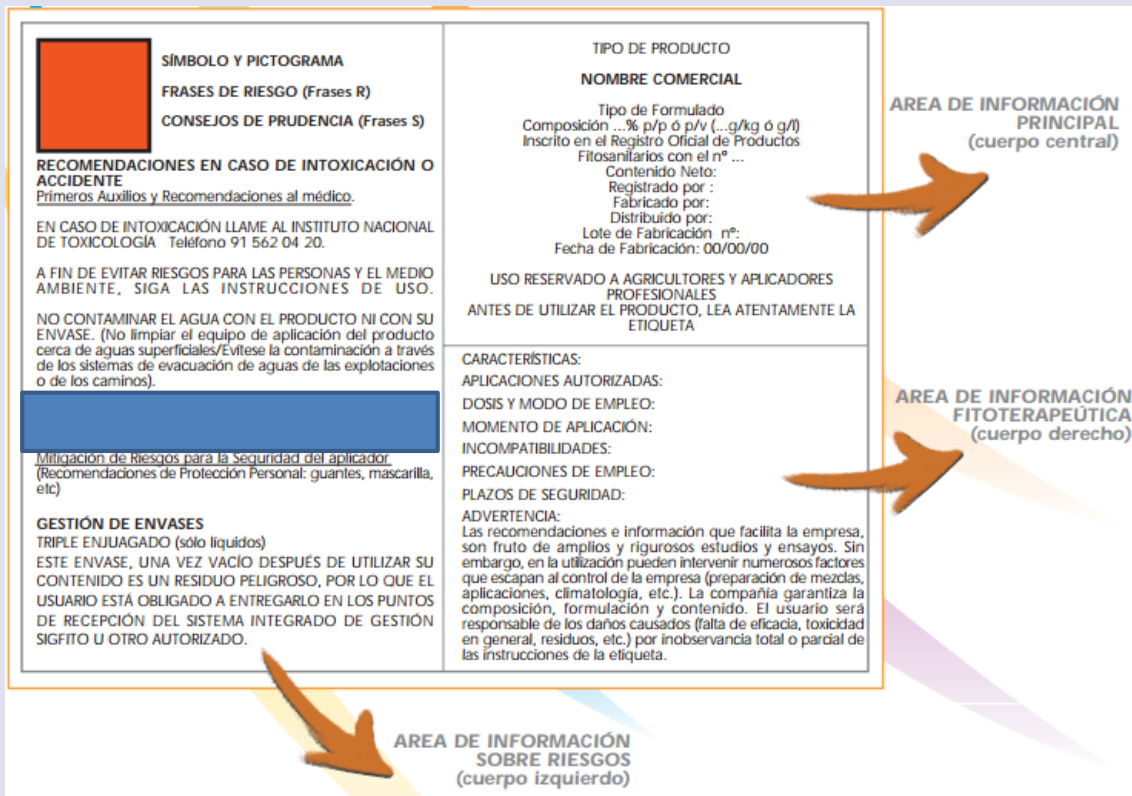 SÍMBOLO Y PICTOGRAMA
FRASES DE RIESGO (Frases R)
CONSEJOS DE PRUDENCIA (Frases S)
RECOMENDACIONES EN CASO DE INTOXICACIÓN O
ACCIDENTE
Primeros Auxilios y Recomendaciones al médico.
EN CASO DE INTOXICACIÓN LLAME AL INSTITUTO NACIONAL
DE TOXICOLOGÍA Teléfono 91 562 04 20.
A FIN DE EVITAR RIESGOS PARA LAS PERSONAS Y EL MEDIO
AMBIENTE, SIGA LAS INSTRUCCIONES DE USO.
NO CONTAMINAR EL AGUA CON EL PRODUCTO NI CON SU
ENVASE. (No limpiar el equipo de aplicación del producto
cerca de aguas superficiales/Evítese la contaminación a través
de los sistemas de evacuación de aguas de las explotaciones
o de los caminos).
Mitigación de Riesgos para la Seguridad del aplicador
(Recomendaciones de Protección Personal: guantes, mascarilla,
etc)
GESTIÓN DE ENVASES
TRIPLE ENJUAGADO (sólo líquidos)
ESTE ENVASE, UNA VEZ VACÍO DESPUÉS DE UTILIZAR SU
CONTENIDO ES UN RESIDUO PELIGROSO, POR LO QUE EL
USUARIO ESTÁ OBLIGADO A ENTREGARLO EN LOS PUNTOS
DE RECEPCIÓN DEL SISTEMA INTEGRADO DE GESTIÓN
SIGFITO U OTRO AUTORIZADO.
TIPO DE PRODUCTO
NOMBRE COMERCIAL
Tipo de Formulado
Composición ...% p/p ó p/v (...g/kg ó g/l)
Inscrito en el Registro Oficial de Productos
Fitosanitarios con el nº ...
Contenido Neto:
Registrado por :
Fabricado por:
Distribuido por:
Lote de Fabricación nº:
Fecha de Fabricación: 00/00/00
USO RESERVADO A AGRICULTORES Y APLICADORES
PROFESIONALES
ANTES DE UTILIZAR EL PRODUCTO, LEA ATENTAMENTE LA
ETIQUETA
CARACTERÍSTICAS:
APLICACIONES AUTORIZADAS:
DOSIS Y MODO DE EMPLEO:
MOMENTO DE APLICACIÓN:
INCOMPATIBILIDADES:
PRECAUCIONES DE EMPLEO:
PLAZOS DE SEGURIDAD:
ADVERTENCIA:
Las recomendaciones e información que facilita la empresa,
son fruto de amplios y rigurosos estudios y ensayos. Sin
embargo, en la utilización pueden intervenir numerosos factores
que escapan al control de la empresa (preparación de mezclas,
aplicaciones, climatología, etc.). La compañía garantiza la
composición, formulación y contenido. El usuario será
responsable de los daños causados (falta de eficacia, toxicidad
en general, residuos, etc.) por inobservancia total o parcial de
las instrucciones de la etiqueta.
AREA DE INFORMACIÓN
PRINCIPAL
(cuerpo central)
AREA DE INFORMACIÓN
FITOTERAPEÚTICA
(cuerpo derecho)
AREA DE INFORMACIÓN
SOBRE RIESGOS
(cuerpo izquierdo)